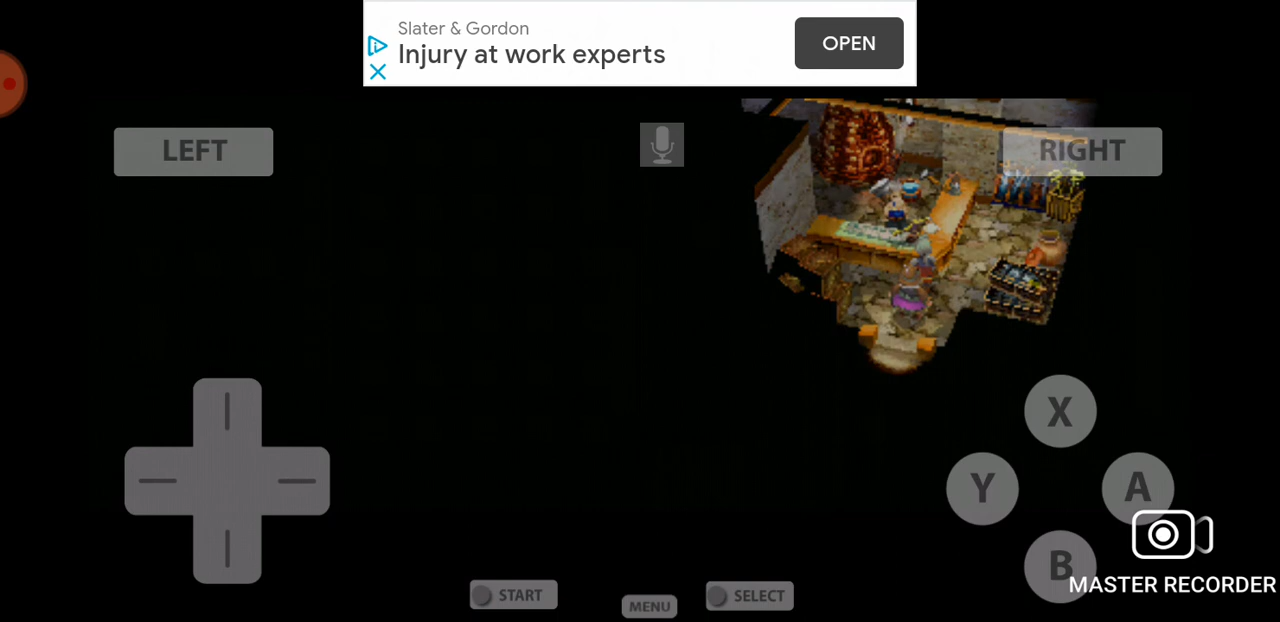 Slater & Gordon
Injury at work experts
OPEN
LEFT
RIGHT
X
Y
A
B
MASTER RECORDER
START
SELECT
MENU